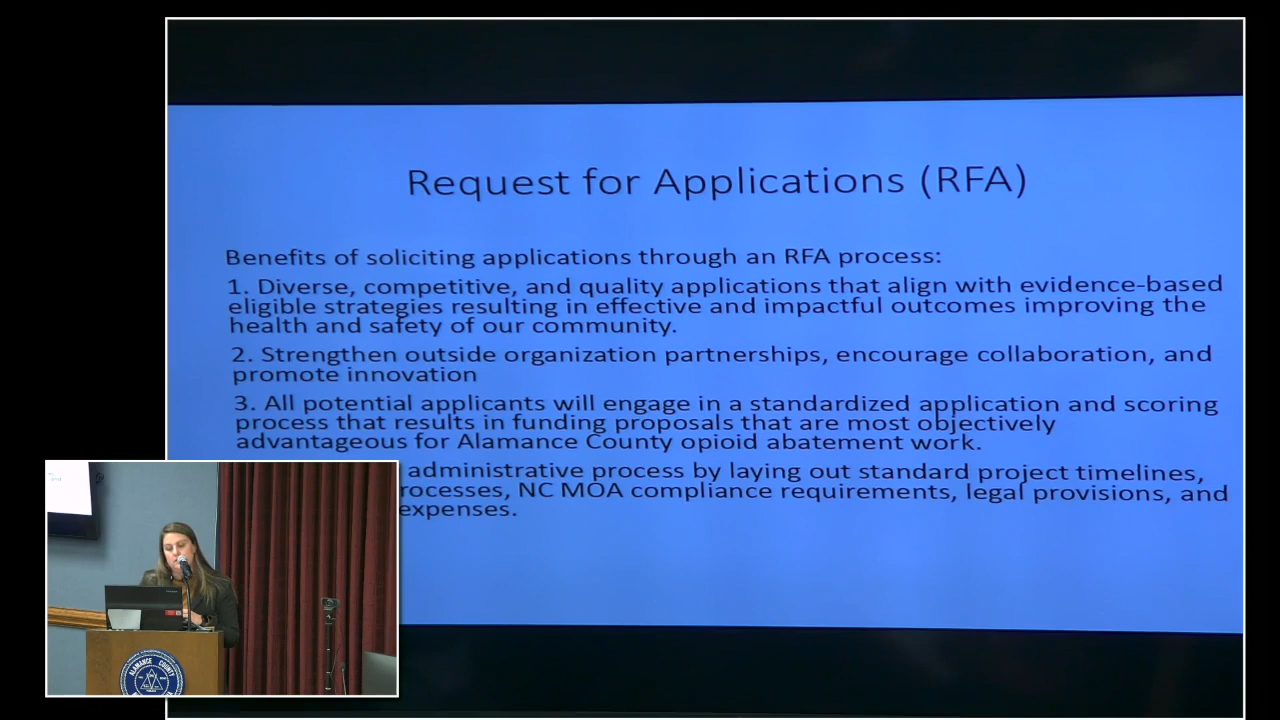 Request for Applications (RFA)
Benefits of soliciting applications through an RFA process:
1. Diverse, competitive, and quality applications that align with evidence-based
eligible strategies resulting in effective and impactful outcomes improving the
health and safety of our community.
2. Strengthen outside organization partnerships, encourage collaboration, and
promote innovation
3. All potential applicants will engage in a standardized application and scoring
process that results in funding proposals that are most objectively
advantageous for Alamance County opioid abatement work.
administrative process by laying out standard project timelines,
rocesses, NC MOA compliance requirements, legal provisions, and
expenses.
ALAMANCE COUNTY